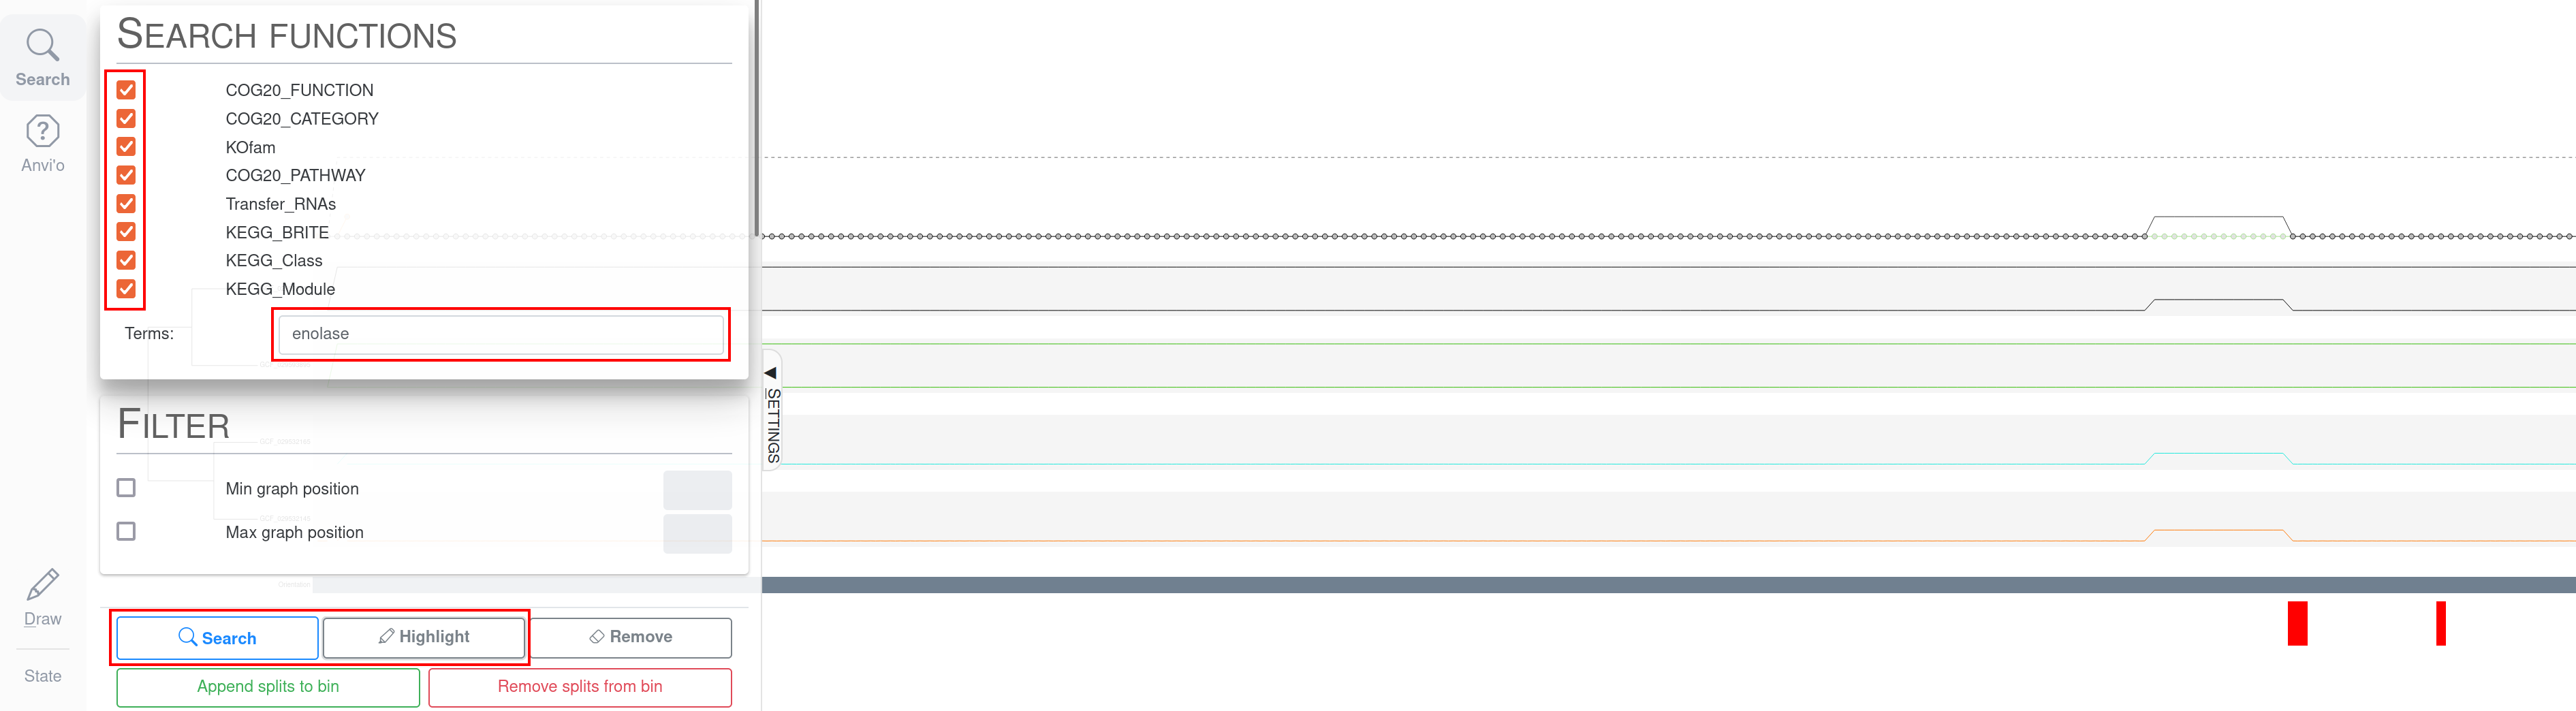 Search
Anvi'o
Draw
State
SEARCH FUNCTIONS
COG20_FUNCTION
COG20_CATEGORY
KOfam
COG20_PATHWAY
Transfer_RNAs
KEGG_BRITE
KEGG_Class
KEGG_Module
Terms: enolase
FILTER
Min graph position
Max graph position
Orientation
Search Highlight Remove
Append splits to bin Remove splits from bin
◀ SETTINGS